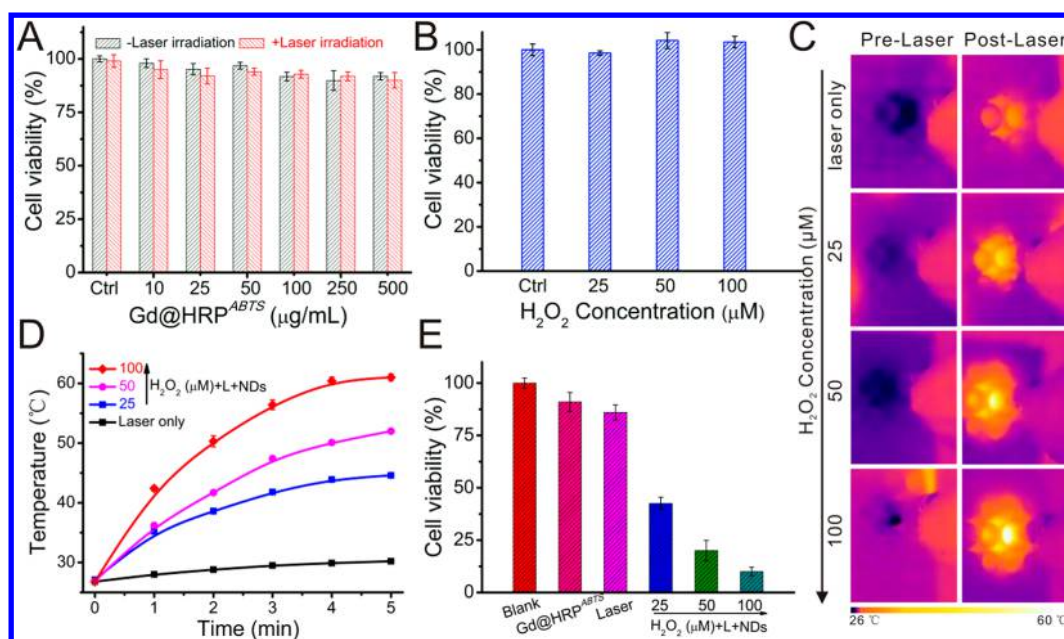 A
-Laser irradiation +Laser irradiation
Cell viability (%)
100
75
50
25
0
Ctrl 10 25 50 100 250 500
Gd@HRP^ABTS (μg/mL)
B
Cell viability (%)
120
100
80
60
40
20
0
Ctrl 25 50 100
H₂O₂ Concentration (μM)
C
Pre-Laser Post-Laser
laser only
25
50
100
H₂O₂ Concentration (μM)
26 ℃ 60 ℃
D
100
50
25
H₂O₂ (μM)+L+NDs
Laser only
Temperature (℃)
60
50
40
30
0 1 2 3 4 5
Time (min)
E
Cell viability (%)
100
75
50
25
0
Blank Gd@HRP^ABTS Laser 25 50 100
H₂O₂ (μM)+L+NDs